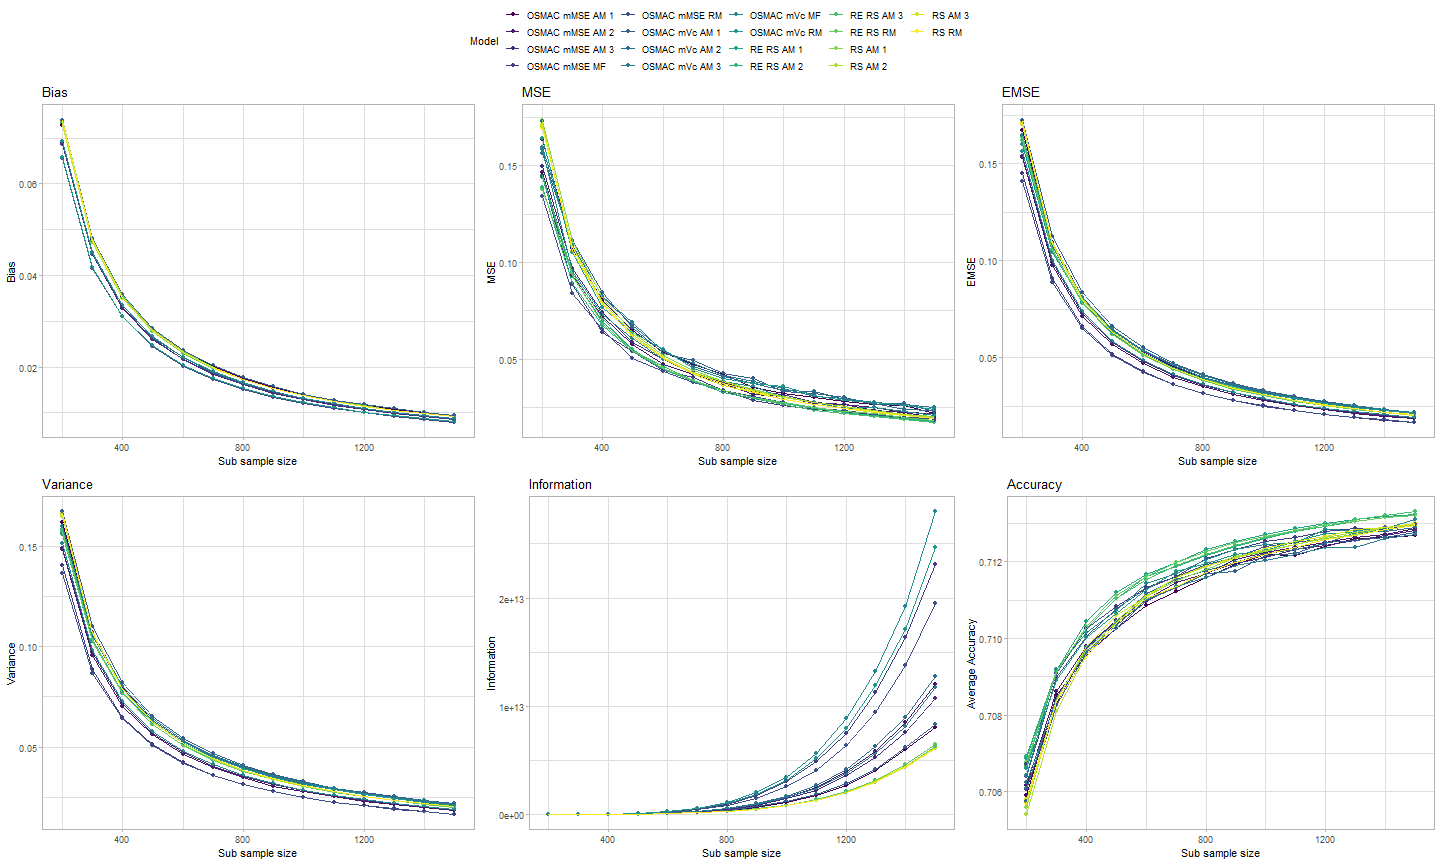 OSMAC mMSE AM 1 OSMAC mMSE RM OSMAC mVc MF RE RS AM 3 RS AM 3
OSMAC mMSE AM 2 OSMAC mVc AM 1 OSMAC mVc RM RE RS RM RS RM
Model
OSMAC mMSE AM 3 OSMAC mVc AM 2 RE RS AM 1 RS AM 1
OSMAC mMSE MF OSMAC mVc AM 3 RE RS AM 2 RS AM 2
Bias
Bias
0.06
0.04
0.02
400 800 1200
Sub sample size
MSE
MSE
0.15
0.10
0.05
400 800 1200
Sub sample size
EMSE
EMSE
0.15
0.10
0.05
400 800 1200
Sub sample size
Variance
Variance
0.15
0.10
0.05
400 800 1200
Sub sample size
Information
Information
2e+13
1e+13
0e+00
400 800 1200
Sub sample size
Accuracy
Average Accuracy
0.712
0.710
0.708
0.706
400 800 1200
Sub sample size